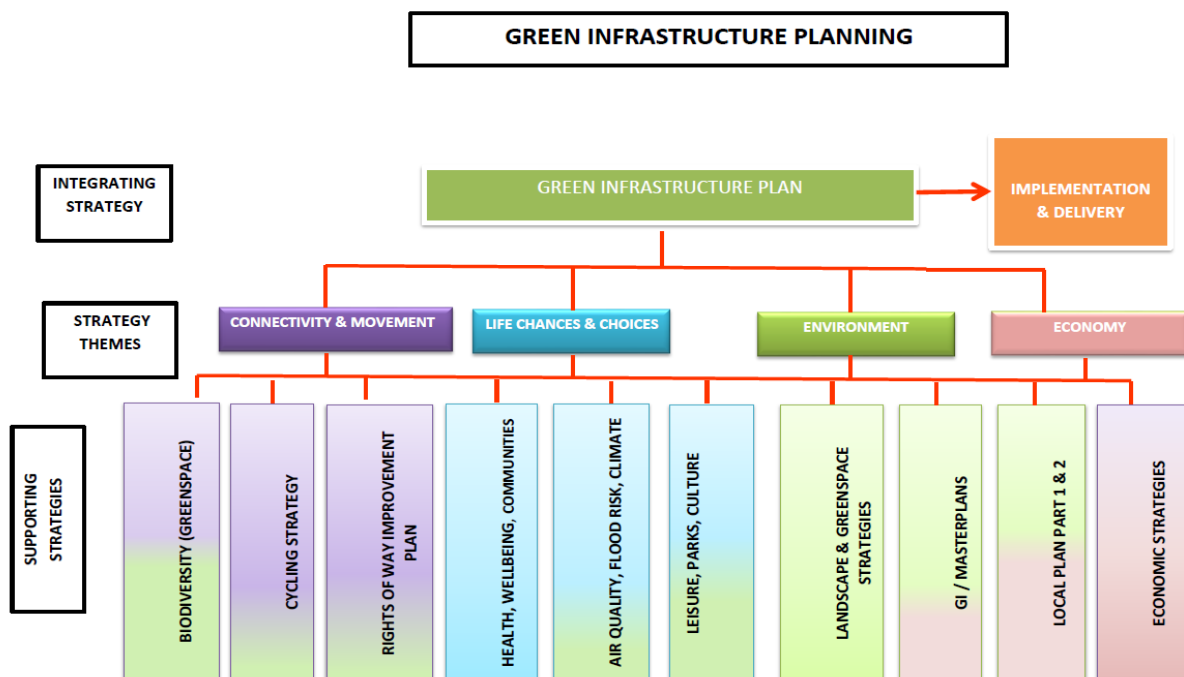 GREEN INFRASTRUCTURE PLANNING
INTEGRATING
STRATEGY
GREEN INFRASTRUCTURE PLAN
IMPLEMENTATION
& DELIVERY
STRATEGY
THEMES
CONNECTIVITY & MOVEMENT
LIFE CHANCES & CHOICES
ENVIRONMENT
ECONOMY
SUPPORTING
STRATEGIES
BIODIVERSITY (GREENSPACE)
CYCLING STRATEGY
RIGHTS OF WAY IMPROVEMENT
PLAN
HEALTH, WELLBEING, COMMUNITIES
AIR QUALITY, FLOOD RISK, CLIMATE
LEISURE, PARKS, CULTURE
LANDSCAPE & GREENSPACE
STRATEGIES
GI / MASTERPLANS
LOCAL PLAN PART 1 & 2
ECONOMIC STRATEGIES